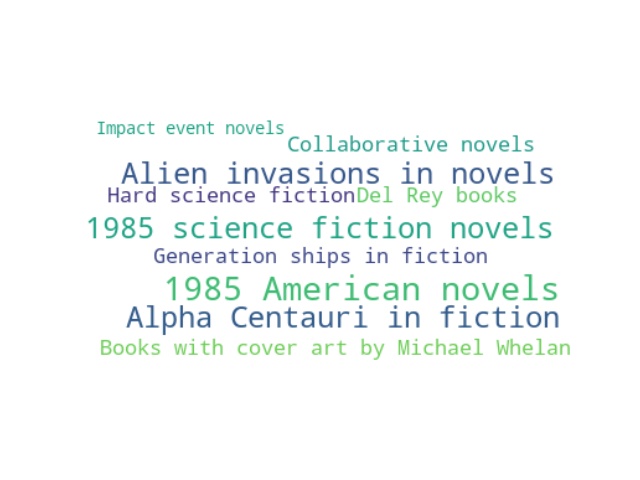 Impact event novels
Collaborative novels
Alien invasions in novels
Hard science fiction
Del Rey books
1985 science fiction novels
Generation ships in fiction
1985 American novels
Alpha Centauri in fiction
Books with cover art by Michael Whelan